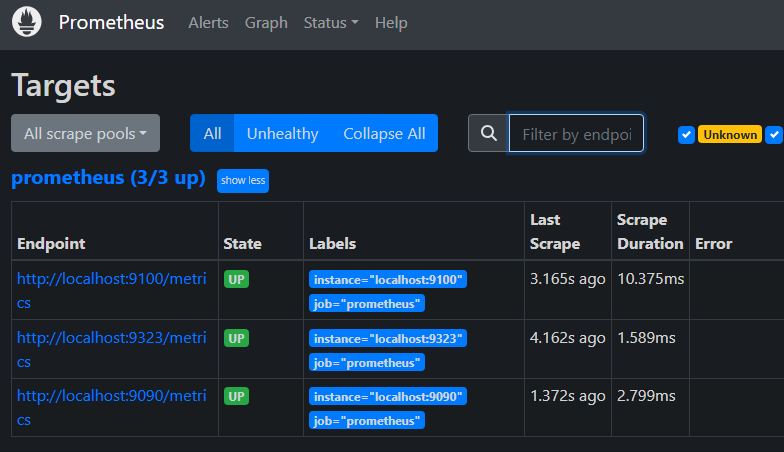 Prometheus Alerts Graph Status Help
Targets
All scrape pools All Unhealthy Collapse All Filter by endpoi Unknown
prometheus (3/3 up) show less
Endpoint State Labels Last Scrape Scrape Duration Error
http://localhost:9100/metrics UP instance="localhost:9100" job="prometheus" 3.165s ago 10.375ms
http://localhost:9323/metrics UP instance="localhost:9323" job="prometheus" 4.162s ago 1.589ms
http://localhost:9090/metrics UP instance="localhost:9090" job="prometheus" 1.372s ago 2.799ms